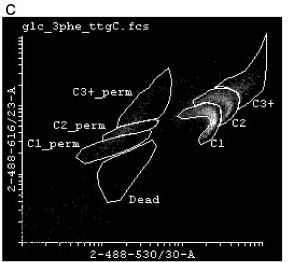 C
glc_3phe_ttgC.fcs
C3+_perm
C3+
C2_perm
C2
C1_perm
C1
Dead
2-488-616/23-A
2-488-530/30-A